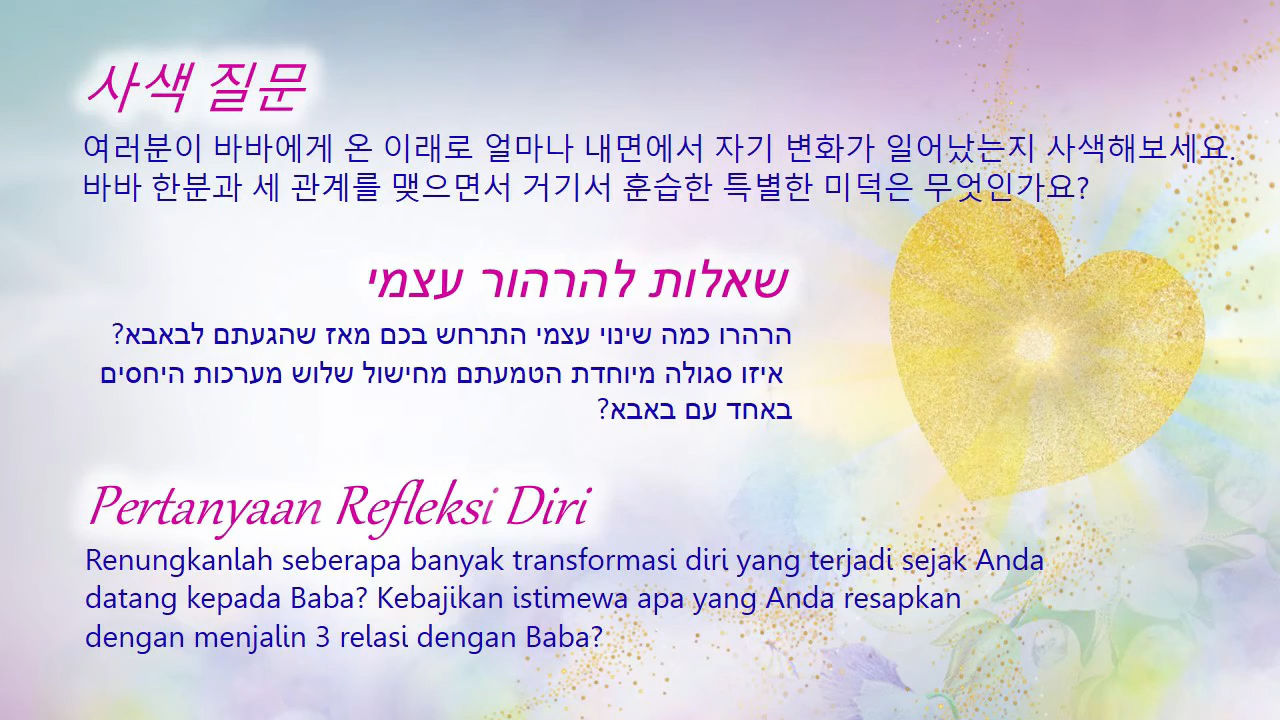 사색 질문
여러분이 바바에게 온 이래로 얼마나 내면에서 자기 변화가 일어났는지 사색해보세요.
바바 한분과 세 관계를 맺으면서 거기서 훈습한 특별한 미덕은 무엇인가요?
שאלות להרהור עצמי
הרהרו כמה שינוי עצמי התרחש בכם מאז שהגעתם לבאבא?
איזו סגולה מיוחדת הטמעתם מחישול שלוש מערכות היחסים
באחד עם באבא?
Pertanyaan Refleksi Diri
Renungkanlah seberapa banyak transformasi diri yang terjadi sejak Anda
datang kepada Baba? Kebajikan istimewa apa yang Anda resapkan
dengan menjalin 3 relasi dengan Baba?